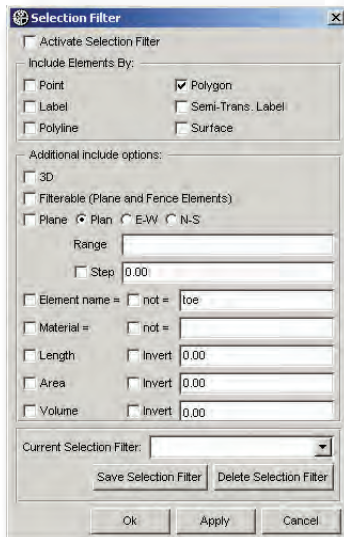 Selection Filter
Activate Selection Filter
Include Elements By:
Point Polygon
Label Semi-Trans. Label
Polyline Surface
Additional include options:
3D
Filterable (Plane and Fence Elements)
Plane Plan E-W N-S
Range
Step 0.00
Element name = not = toe
Material = not =
Length Invert 0.00
Area Invert 0.00
Volume Invert 0.00
Current Selection Filter:
Save Selection Filter Delete Selection Filter
Ok Apply Cancel